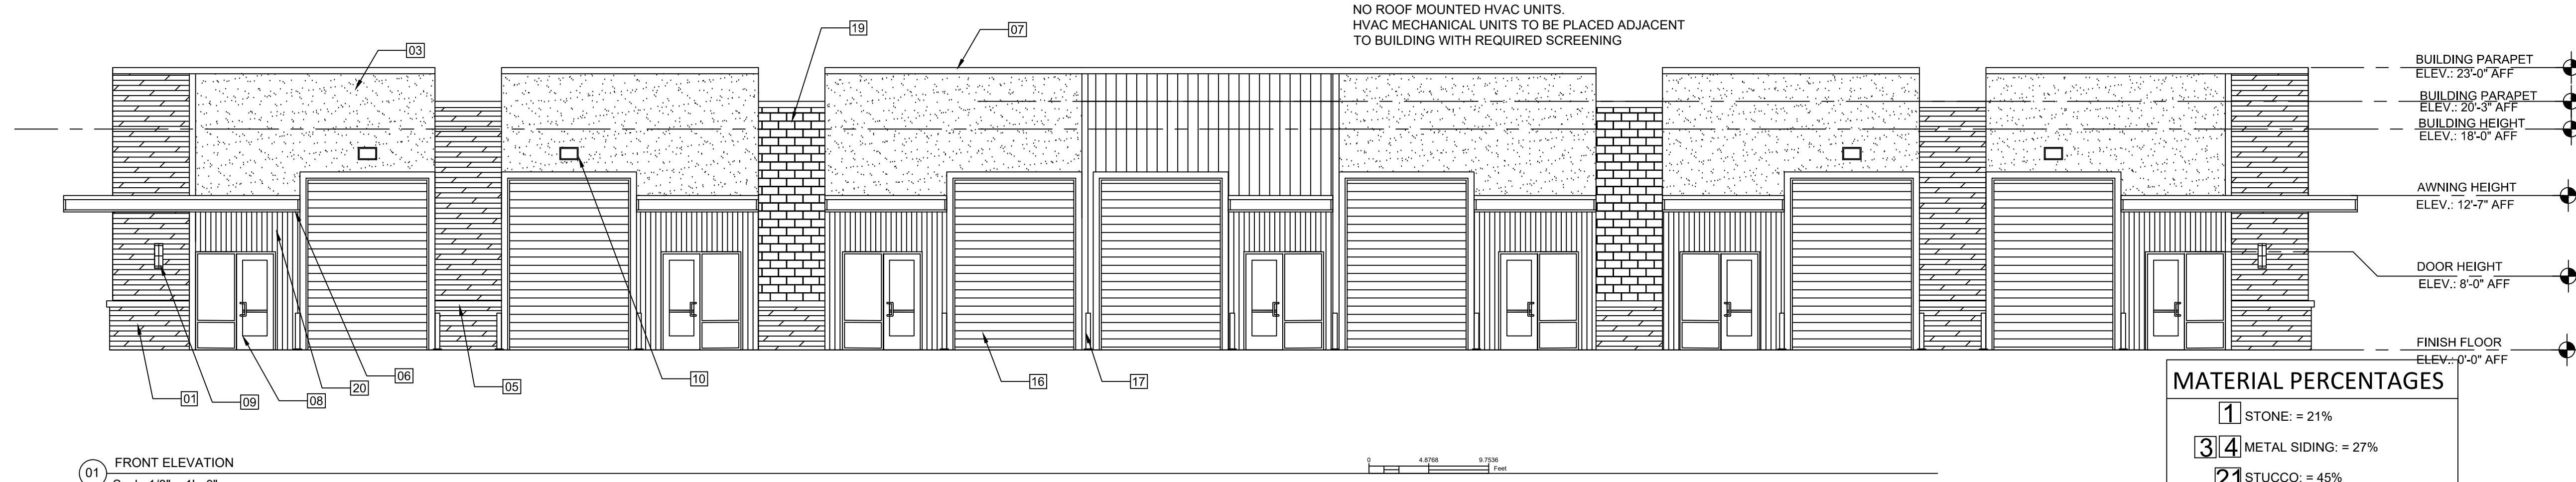 NO ROOF MOUNTED HVAC UNITS.
HVAC MECHANICAL UNITS TO BE PLACED ADJACENT
TO BUILDING WITH REQUIRED SCREENING
03
19
07
BUILDING PARAPET
ELEV.: 23'-0" AFF
BUILDING PARAPET
ELEV.: 20'-3" AFF
BUILDING HEIGHT
ELEV.: 18'-0" AFF
AWNING HEIGHT
ELEV.: 12'-7" AFF
DOOR HEIGHT
ELEV.: 8'-0" AFF
FINISH FLOOR
ELEV.: 0'-0" AFF
01
09
08
20
06
05
10
16
17
MATERIAL PERCENTAGES
1 STONE: = 21%
3 4 METAL SIDING: = 27%
21 STUCCO: = 45%
01 FRONT ELEVATION
0 4.8768 9.7536
Feet